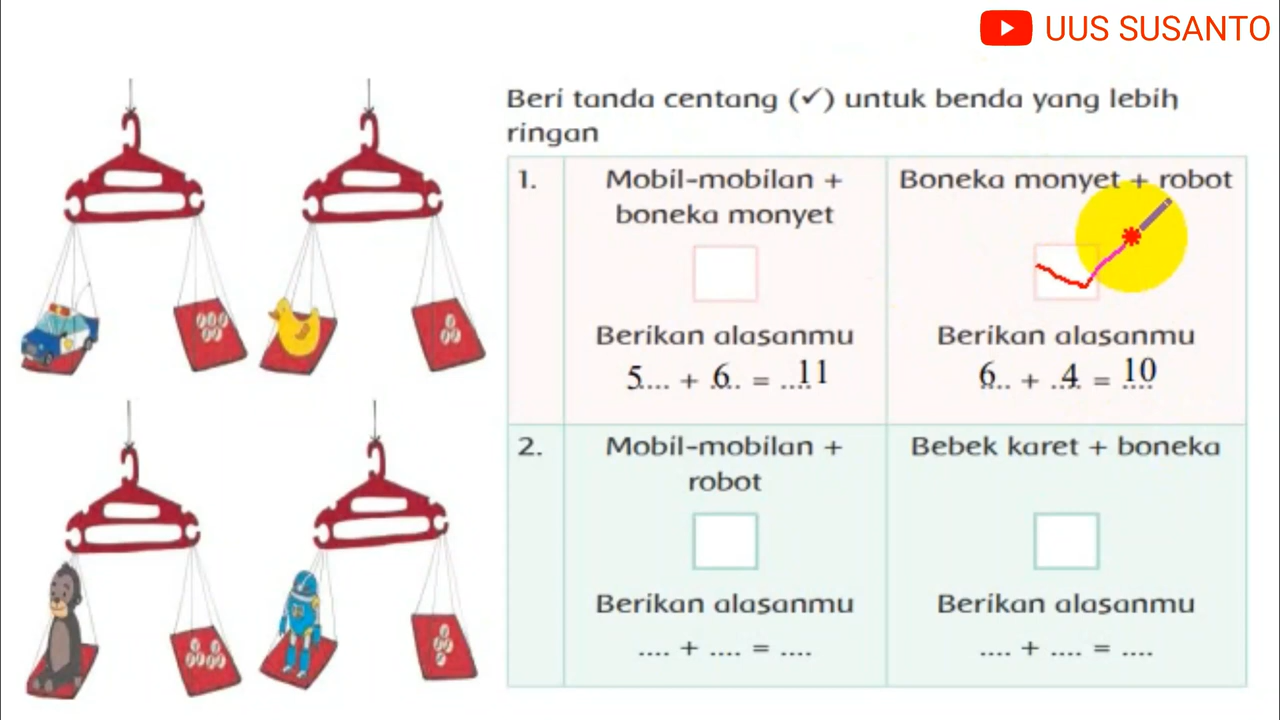 UUS SUSANTO
Beri tanda centang (✓) untuk benda yang lebih
ringan
1.
Mobil-mobilan +
boneka monyet
Berikan alasanmu
5.... + .6.. = ....11
Boneka monyet + robot
Berikan alasanmu
6... + ...4 = 10....
2.
Mobil-mobilan +
robot
Berikan alasanmu
.... + .... = ....
Bebek karet + boneka
Berikan alasanmu
.... + .... = ....